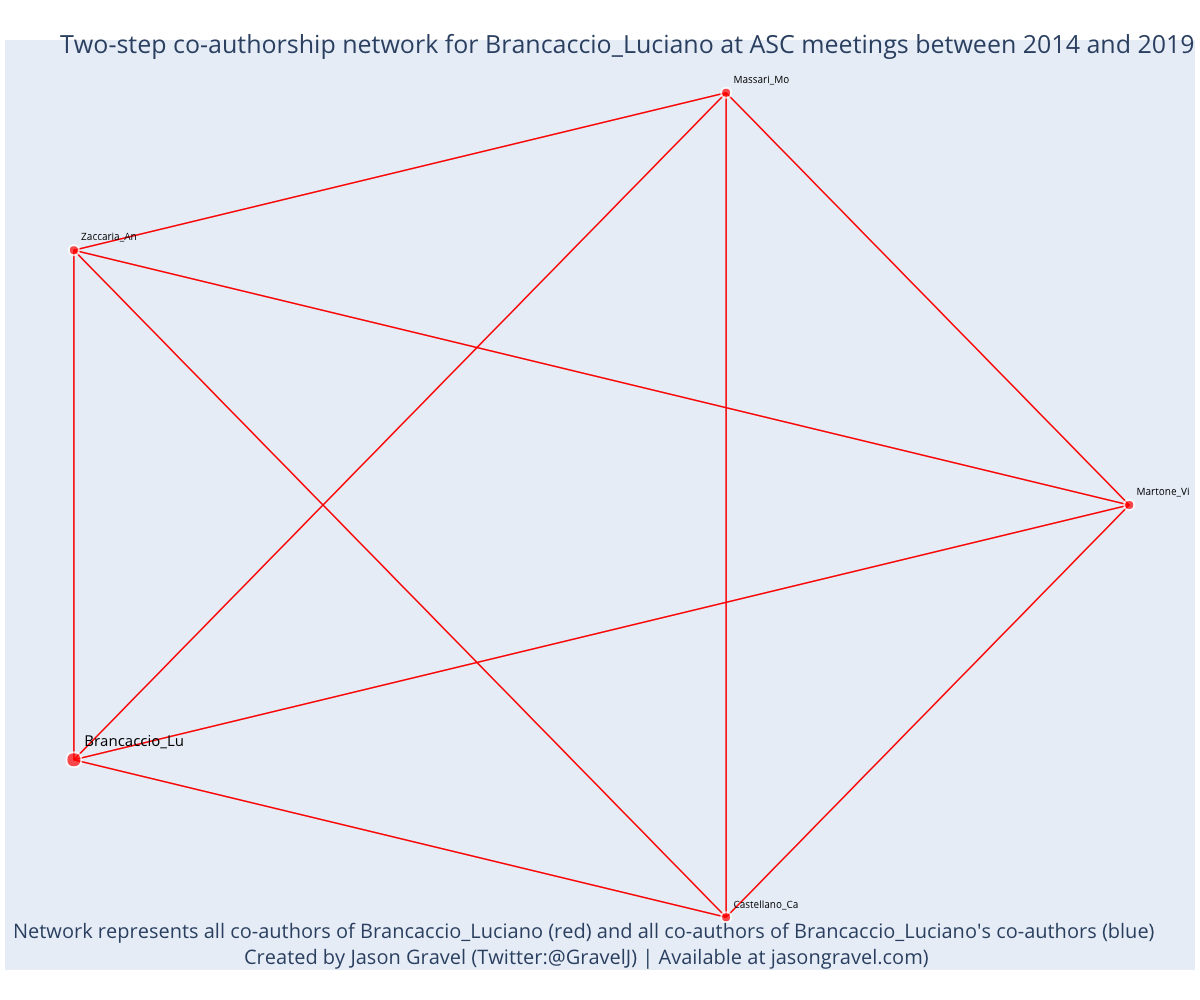 Two-step co-authorship network for Brancaccio_Luciano at ASC meetings between 2014 and 2019
Massari_Mo
Zaccaria_An
Martone_Vi
Brancaccio_Lu
Castellano_Ca
Network represents all co-authors of Brancaccio_Luciano (red) and all co-authors of Brancaccio_Luciano's co-authors (blue)
Created by Jason Gravel (Twitter:@GravelJ) | Available at jasongravel.com)